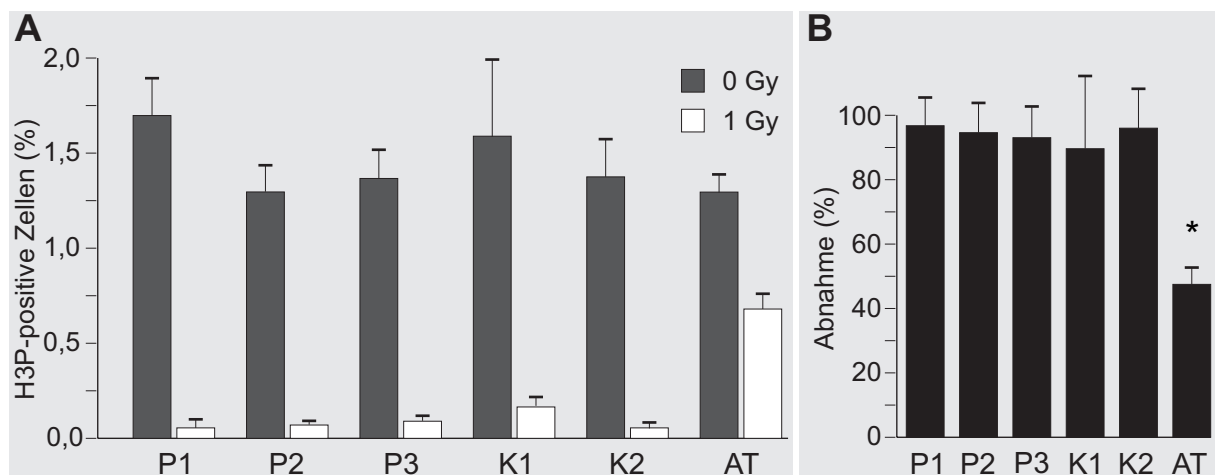 A
H3P-positive Zellen (%)
2,0
1,5
1,0
0,5
0,0
0 Gy
1 Gy
P1 P2 P3 K1 K2 AT
B
Abnahme (%)
100
80
60
40
20
0
*
P1 P2 P3 K1 K2 AT